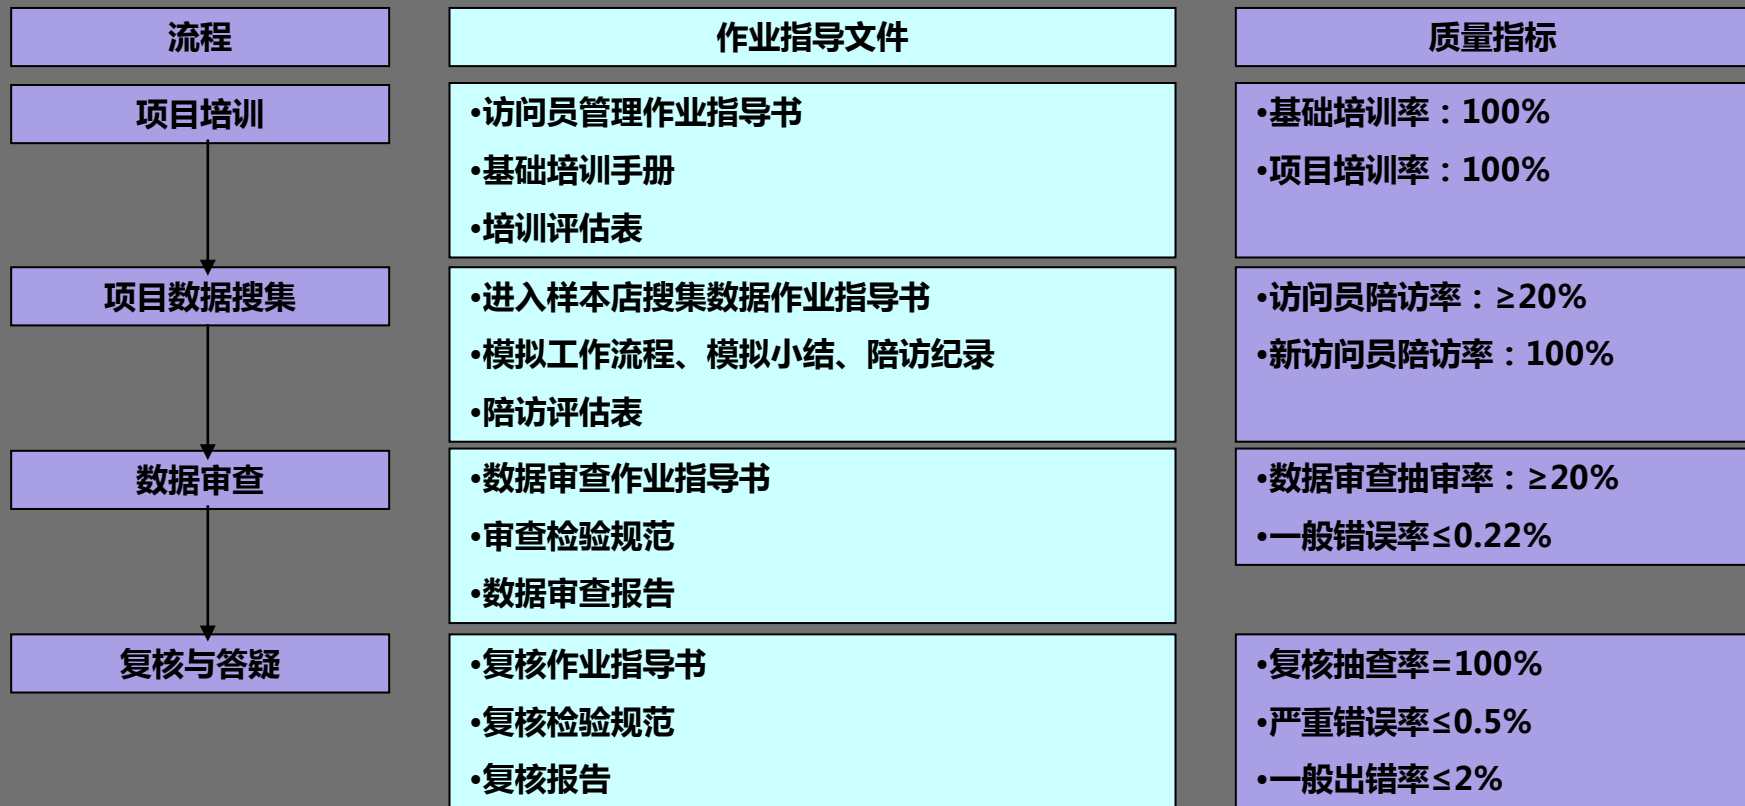 流程
作业指导文件
质量指标
项目培训
•访问员管理作业指导书
•基础培训手册
•培训评估表
•基础培训率：100%
•项目培训率：100%
项目数据搜集
•进入样本店搜集数据作业指导书
•模拟工作流程、模拟小结、陪访纪录
•陪访评估表
•访问员陪访率：≥20%
•新访问员陪访率：100%
数据审查
•数据审查作业指导书
•审查检验规范
•数据审查报告
•数据审查抽审率：≥20%
•一般错误率≤0.22%
复核与答疑
•复核作业指导书
•复核检验规范
•复核报告
•复核抽查率=100%
•严重错误率≤0.5%
•一般出错率≤2%